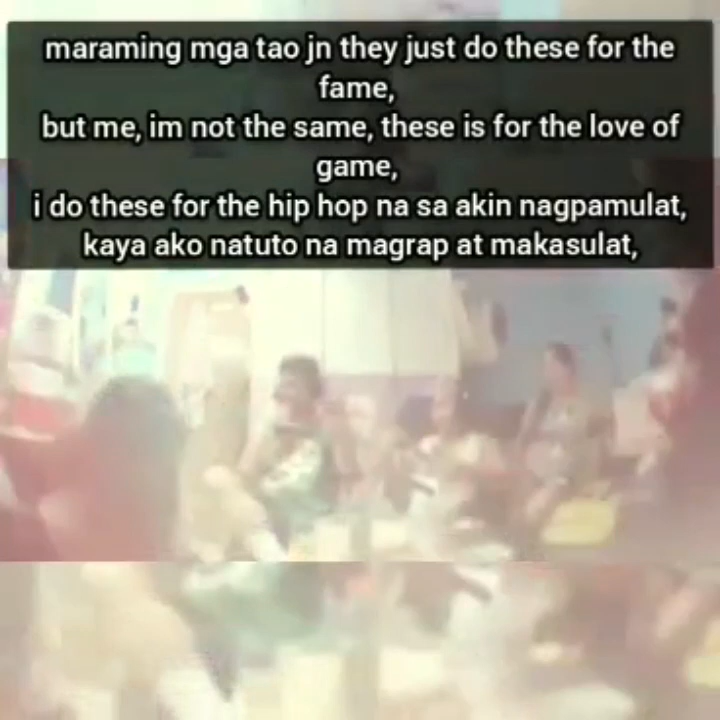 maraming mga tao jn they just do these for the
fame,
but me, im not the same, these is for the love of
game,
i do these for the hip hop na sa akin nagpamulat,
kaya ako natuto na magrap at makasulat,